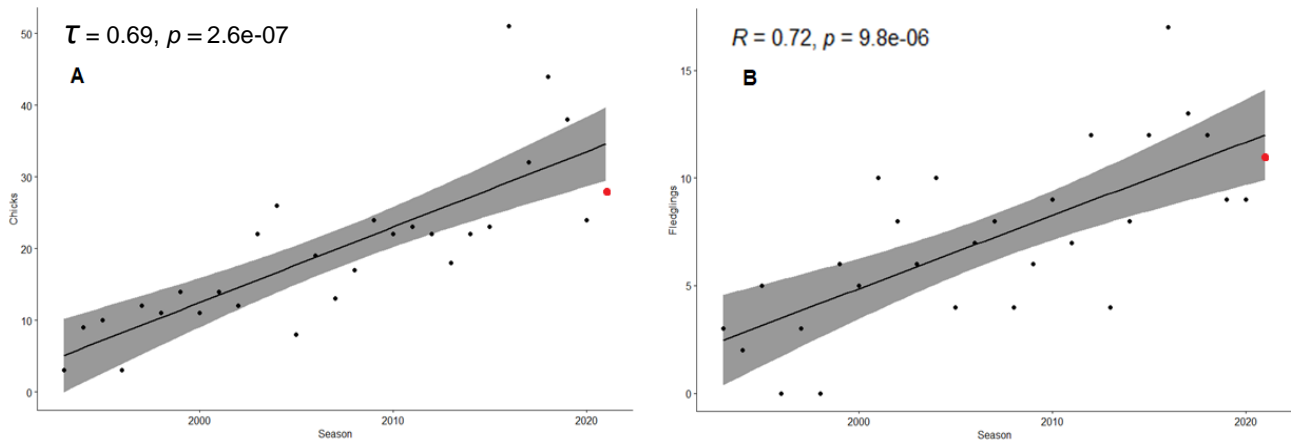 τ = 0.69, p = 2.6e-07
A
50
40
30
20
10
0
Chicks
2000
2010
2020
Season
R = 0.72, p = 9.8e-06
B
15
10
5
0
Fledglings
2000
2010
2020
Season